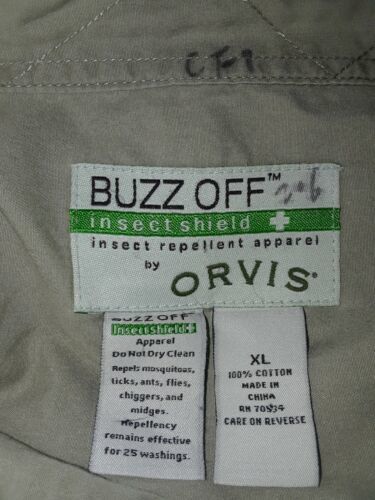 BUZZ OFF™
insect shield
insect repellent apparel
by ORVIS®
BUZZ OFF™
Insect shield
Apparel
Do Not Dry Clean
Repels mosquitoes,
ticks, ants, flies,
chiggers, and
midges.
Repellency
remains effective
for 25 washings.
XL
100% COTTON
MADE IN
CHINA
RN 70534
CARE ON REVERSE